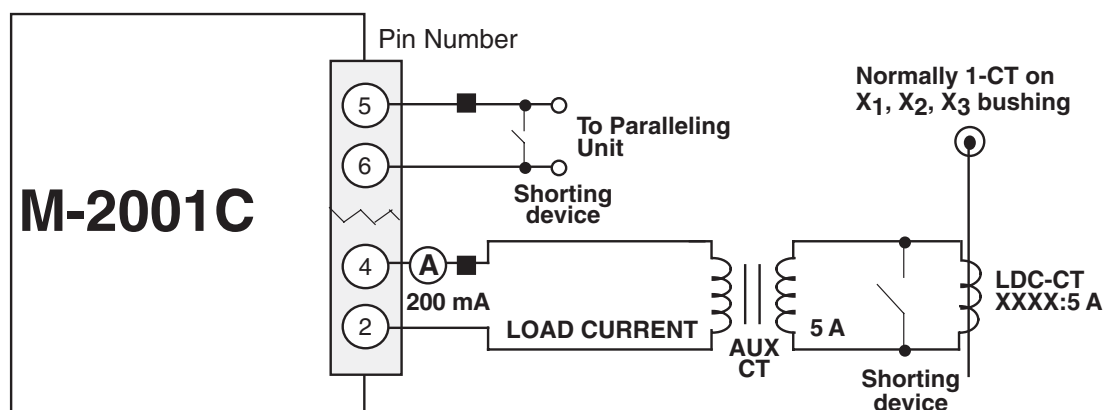 Pin Number
M-2001C
5
6
4
2
To Paralleling
Unit
Shorting
device
A
200 mA
LOAD CURRENT
AUX
CT
5 A
Normally 1-CT on
X1, X2, X3 bushing
LDC-CT
XXXX:5 A
Shorting
device